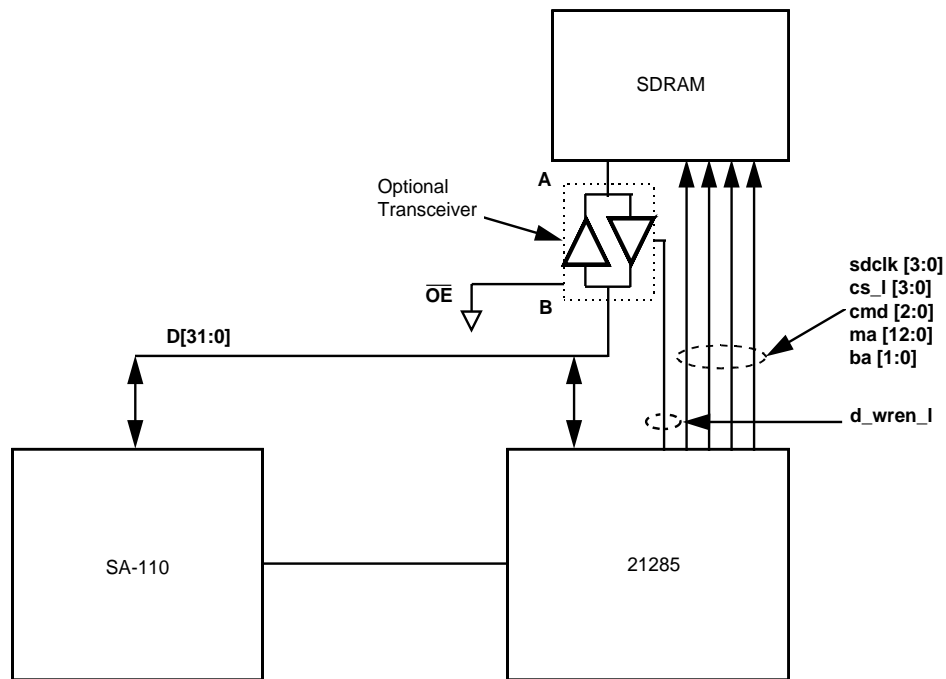 SDRAM
A
Optional
Transceiver
sdclk [3:0]
cs_l [3:0]
cmd [2:0]
ma [12:0]
ba [1:0]
OE
B
D[31:0]
d_wren_l
SA-110
21285